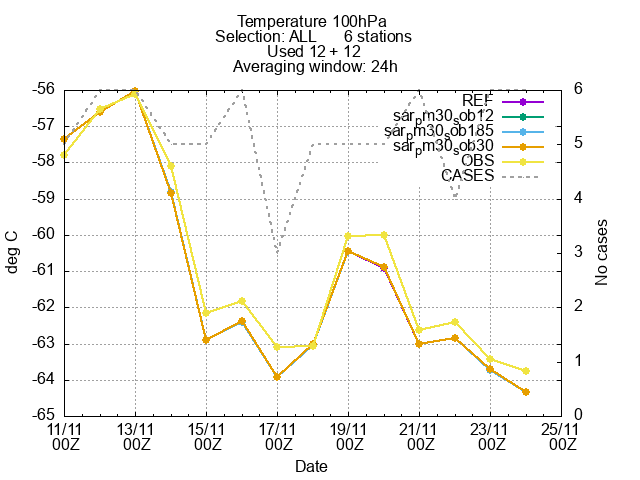 Temperature 100hPa
Selection: ALL 6 stations
Used 12 + 12
Averaging window: 24h
-56
-57
-58
-59
-60
-61
-62
-63
-64
-65
6
5
4
3
2
1
0
deg C
No cases
REF
sar_pm30_sob12
sar_pm30_sob185
sar_pm30_sob30
OBS
CASES
11/11 13/11 15/11 17/11 19/11 21/11 23/11 25/11
00Z 00Z 00Z 00Z 00Z 00Z 00Z 00Z
Date